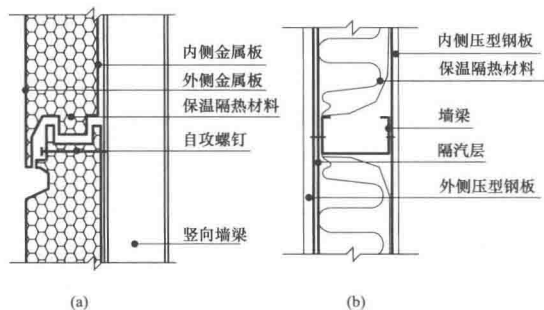 内侧金属板
外侧金属板
保温隔热材料
自攻螺钉
竖向墙梁
(a)
内侧压型钢板
保温隔热材料
墙梁
隔汽层
外侧压型钢板
(b)